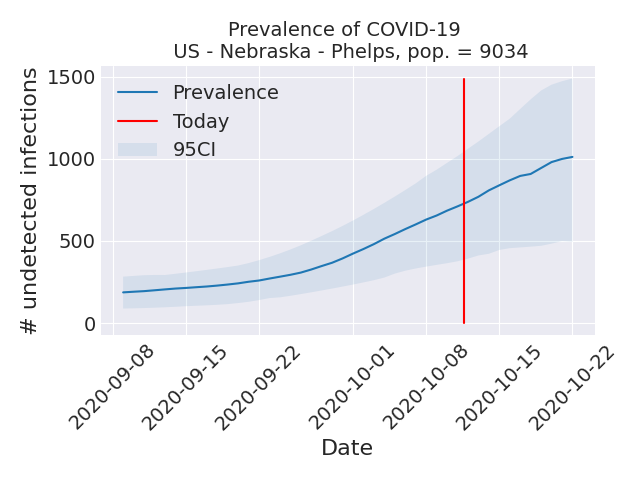 Prevalence of COVID-19
US - Nebraska - Phelps, pop. = 9034
# undetected infections
1500
1000
500
0
Prevalence
Today
95CI
2020-09-08
2020-09-15
2020-09-22
2020-10-01
2020-10-08
2020-10-15
2020-10-22
Date